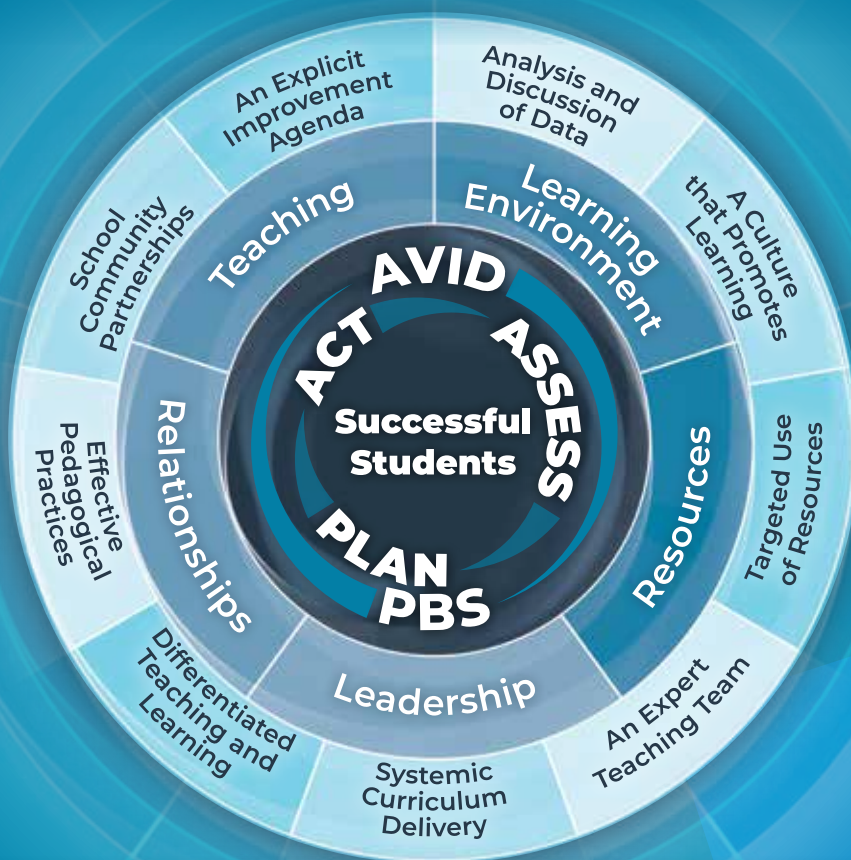 An Explicit
Improvement
Agenda
Analysis and
Discussion
of Data
A Culture
that Promotes
Learning
Targeted Use
of Resources
An Expert
Teaching Team
Systemic
Curriculum
Delivery
Differentiated
Teaching and
Learning
Effective
Pedagogical
Practices
School
Community
Partnerships
Teaching
Learning
Environment
Resources
Leadership
Relationships
AVID
ACT
ASSESS
Successful
Students
PLAN
PBS